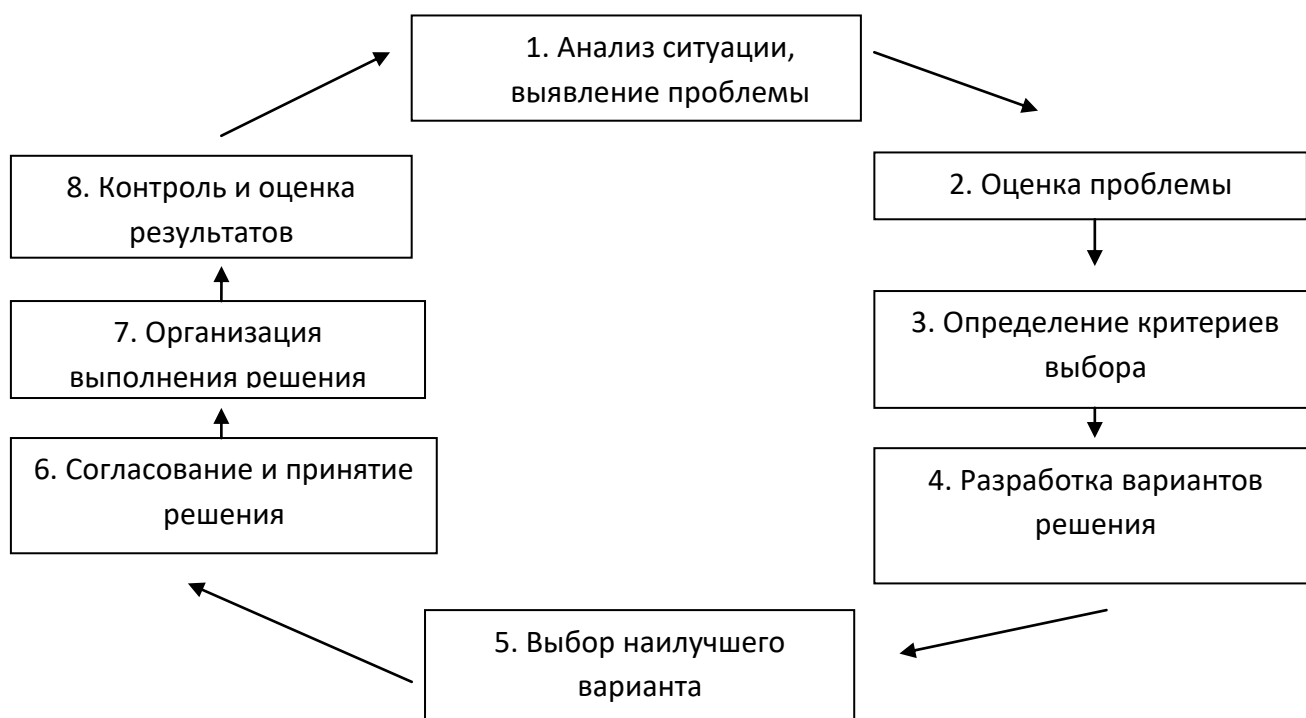 1. Анализ ситуации,
выявление проблемы
2. Оценка проблемы
3. Определение критериев
выбора
4. Разработка вариантов
решения
5. Выбор наилучшего
варианта
6. Согласование и принятие
решения
7. Организация
выполнения решения
8. Контроль и оценка
результатов